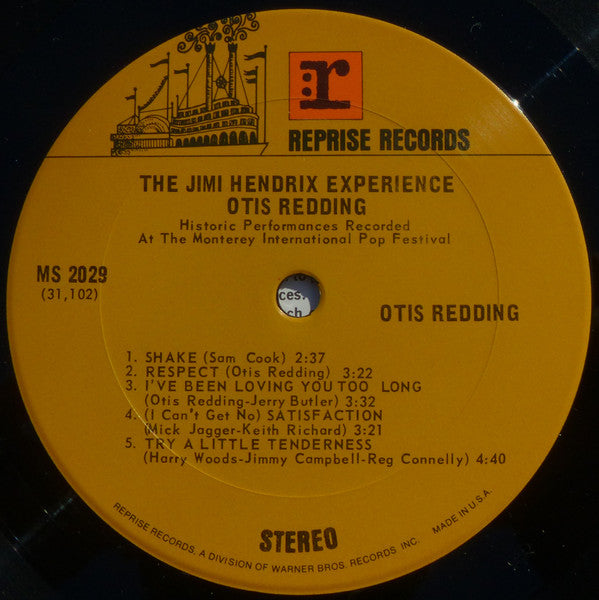 r
REPRISE RECORDS
THE JIMI HENDRIX EXPERIENCE
OTIS REDDING
Historic Performances Recorded
At The Monterey International Pop Festival
MS 2029
(31,102)
ces.
ch
OTIS REDDING
1. SHAKE (Sam Cook) 2:37
2. RESPECT (Otis Redding) 3:22
3. I'VE BEEN LOVING YOU TOO LONG
(Otis Redding-Jerry Butler) 3:32
4. (I Can't Get No) SATISFACTION
(Mick Jagger-Keith Richard) 3:21
5. TRY A LITTLE TENDERNESS
(Harry Woods-Jimmy Campbell-Reg Connelly) 4:40
STEREO
REPRISE RECORDS, A DIVISION OF WARNER BROS. RECORDS INC. MADE IN U.S.A.